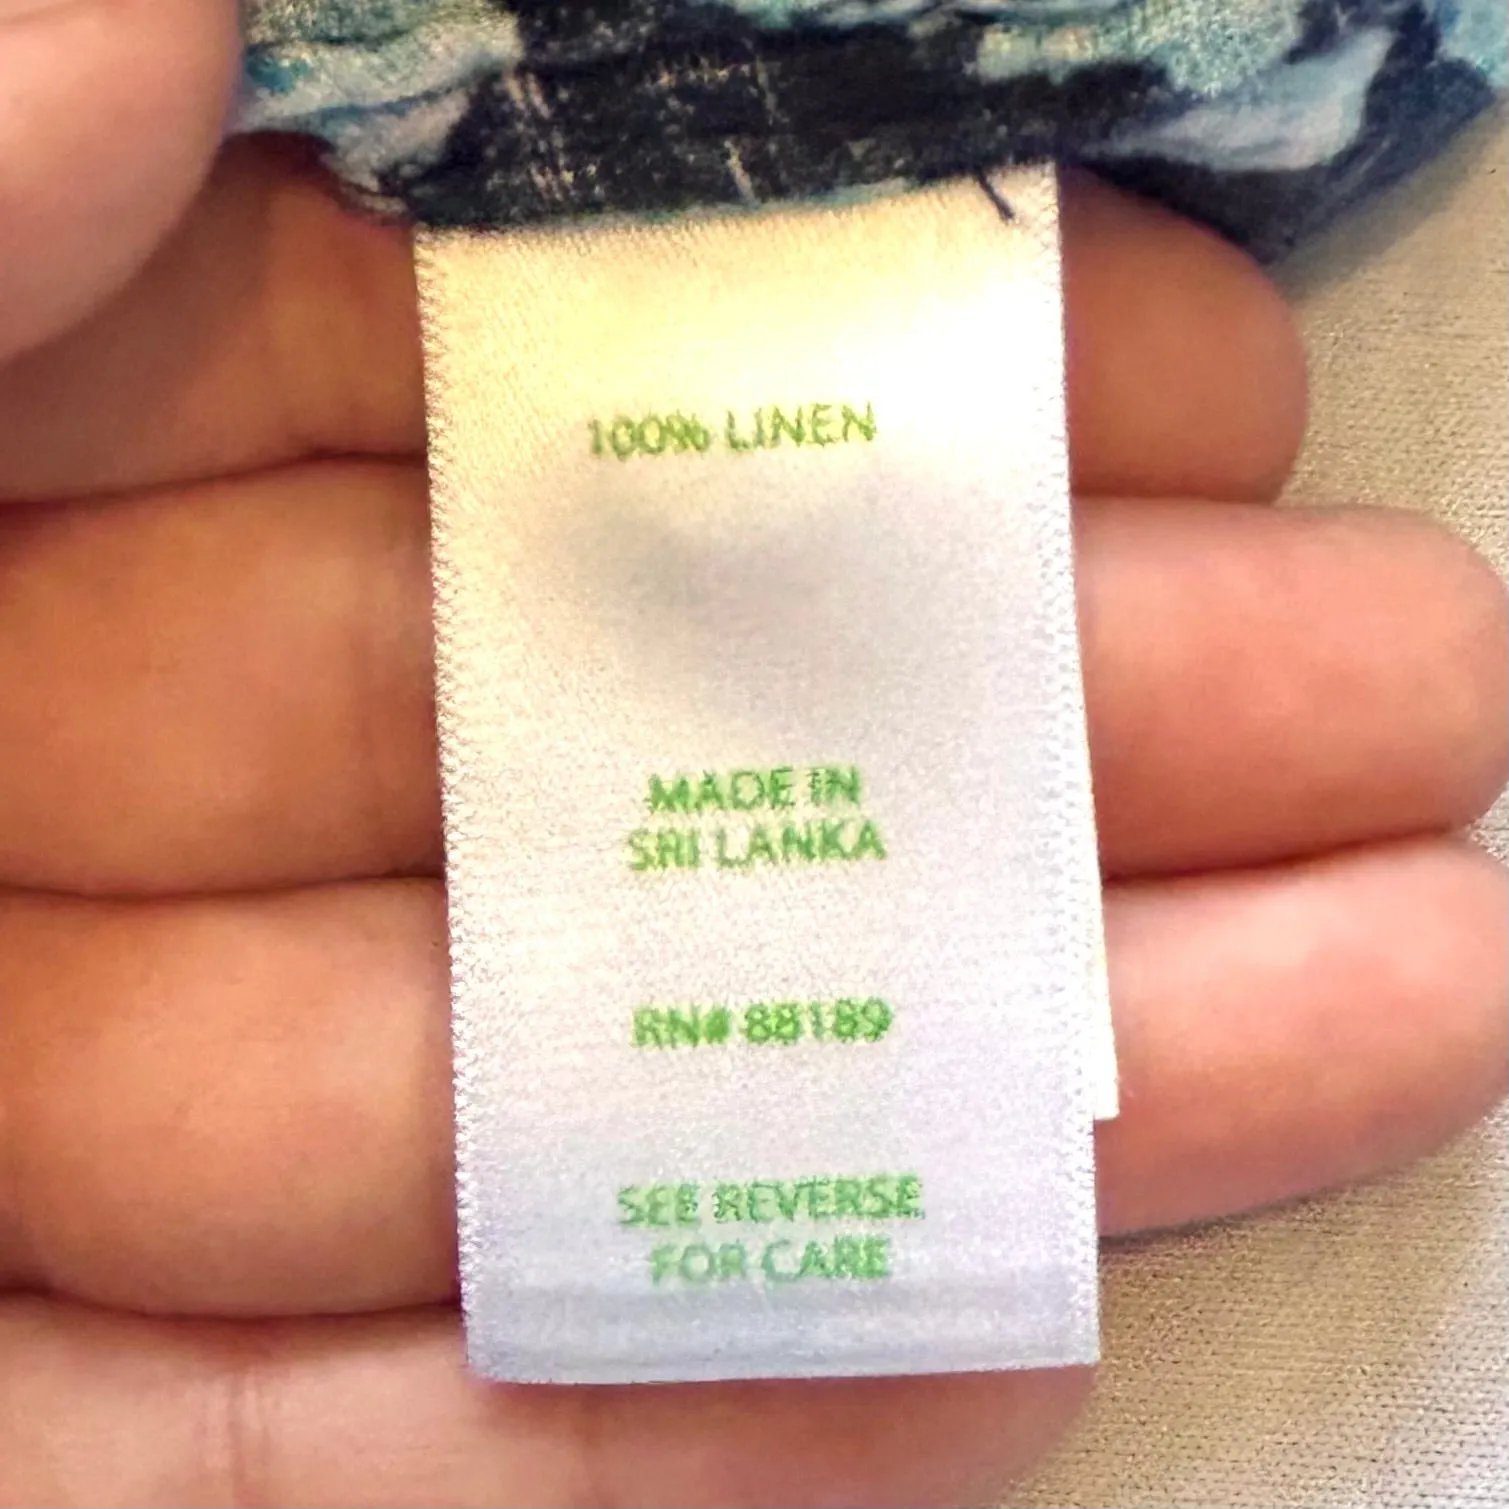 100% LINEN
MADE IN
SRI LANKA
RN# 88189
SEE REVERSE
FOR CARE